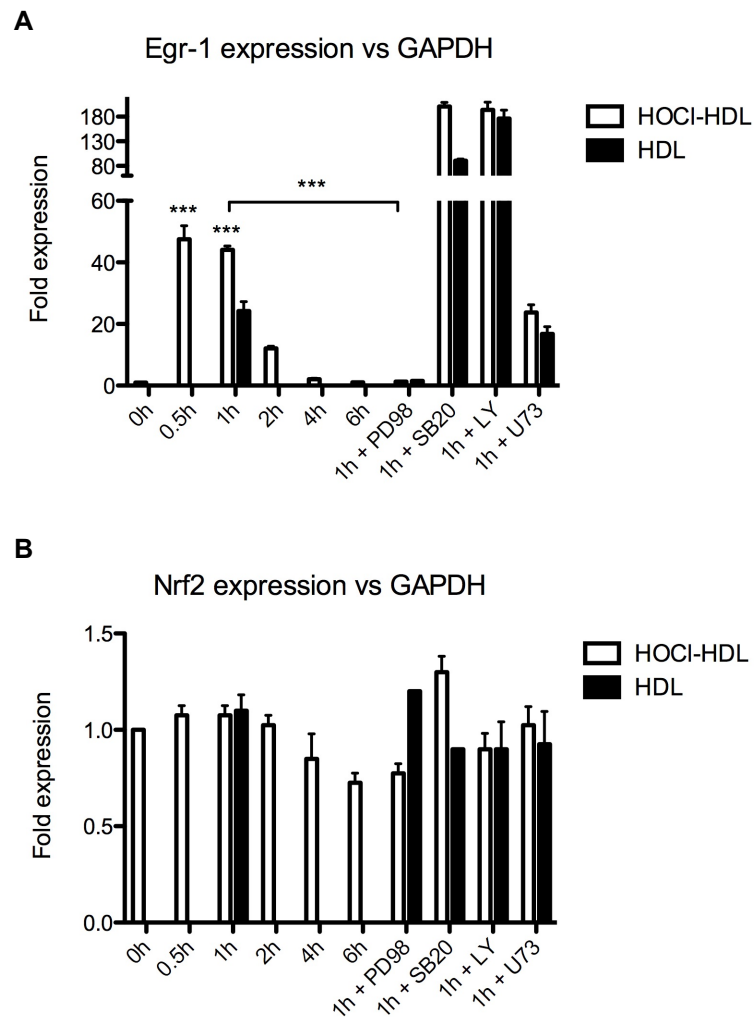 A
Egr-1 expression vs GAPDH
HOCl-HDL
HDL
Fold expression
180
130
80
60
40
20
0
***
***
***
0h
0.5h
1h
2h
4h
6h
1h + PD98
1h + SB20
1h + LY
1h + U73
B
Nrf2 expression vs GAPDH
HOCl-HDL
HDL
Fold expression
1.5
1.0
0.5
0.0
0h
0.5h
1h
2h
4h
6h
1h + PD98
1h + SB20
1h + LY
1h + U73